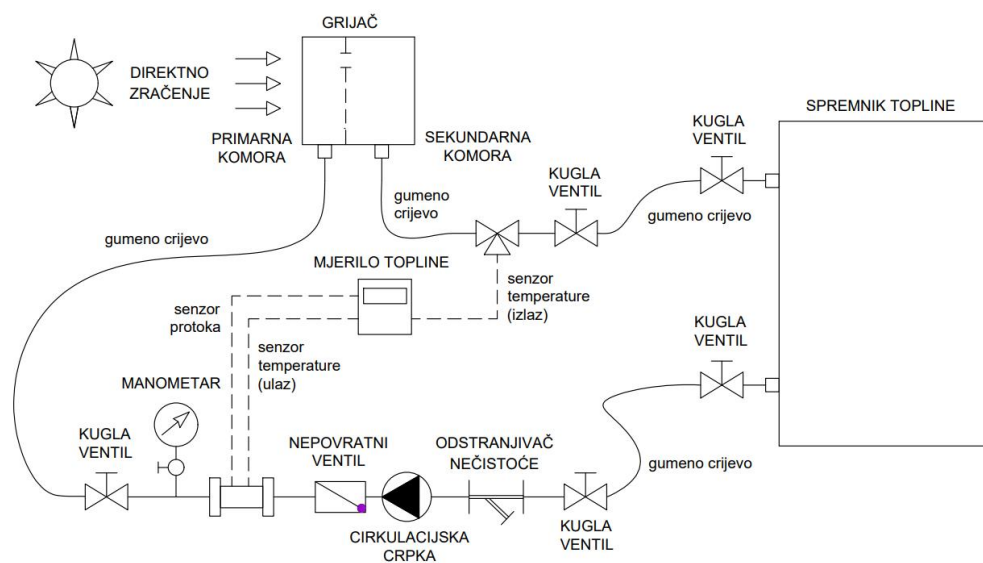 GRIJAČ
DIREKTNO
ZRAČENJE
SPREMNIK TOPLINE
PRIMARNA
KOMORA
SEKUNDARNA
KOMORA
KUGLA
VENTIL
KUGLA
VENTIL
gumeno
crijevo
gumeno crijevo
gumeno crijevo
MJERILO TOPLINE
senzor
protoka
senzor
temperature
(izlaz)
senzor
temperature
(ulaz)
KUGLA
VENTIL
MANOMETAR
KUGLA
VENTIL
NEPOVRATNI
VENTIL
ODSTRANJIVAČ
NEČISTOĆE
gumeno crijevo
CIRKULACIJSKA
CRPKA
KUGLA
VENTIL